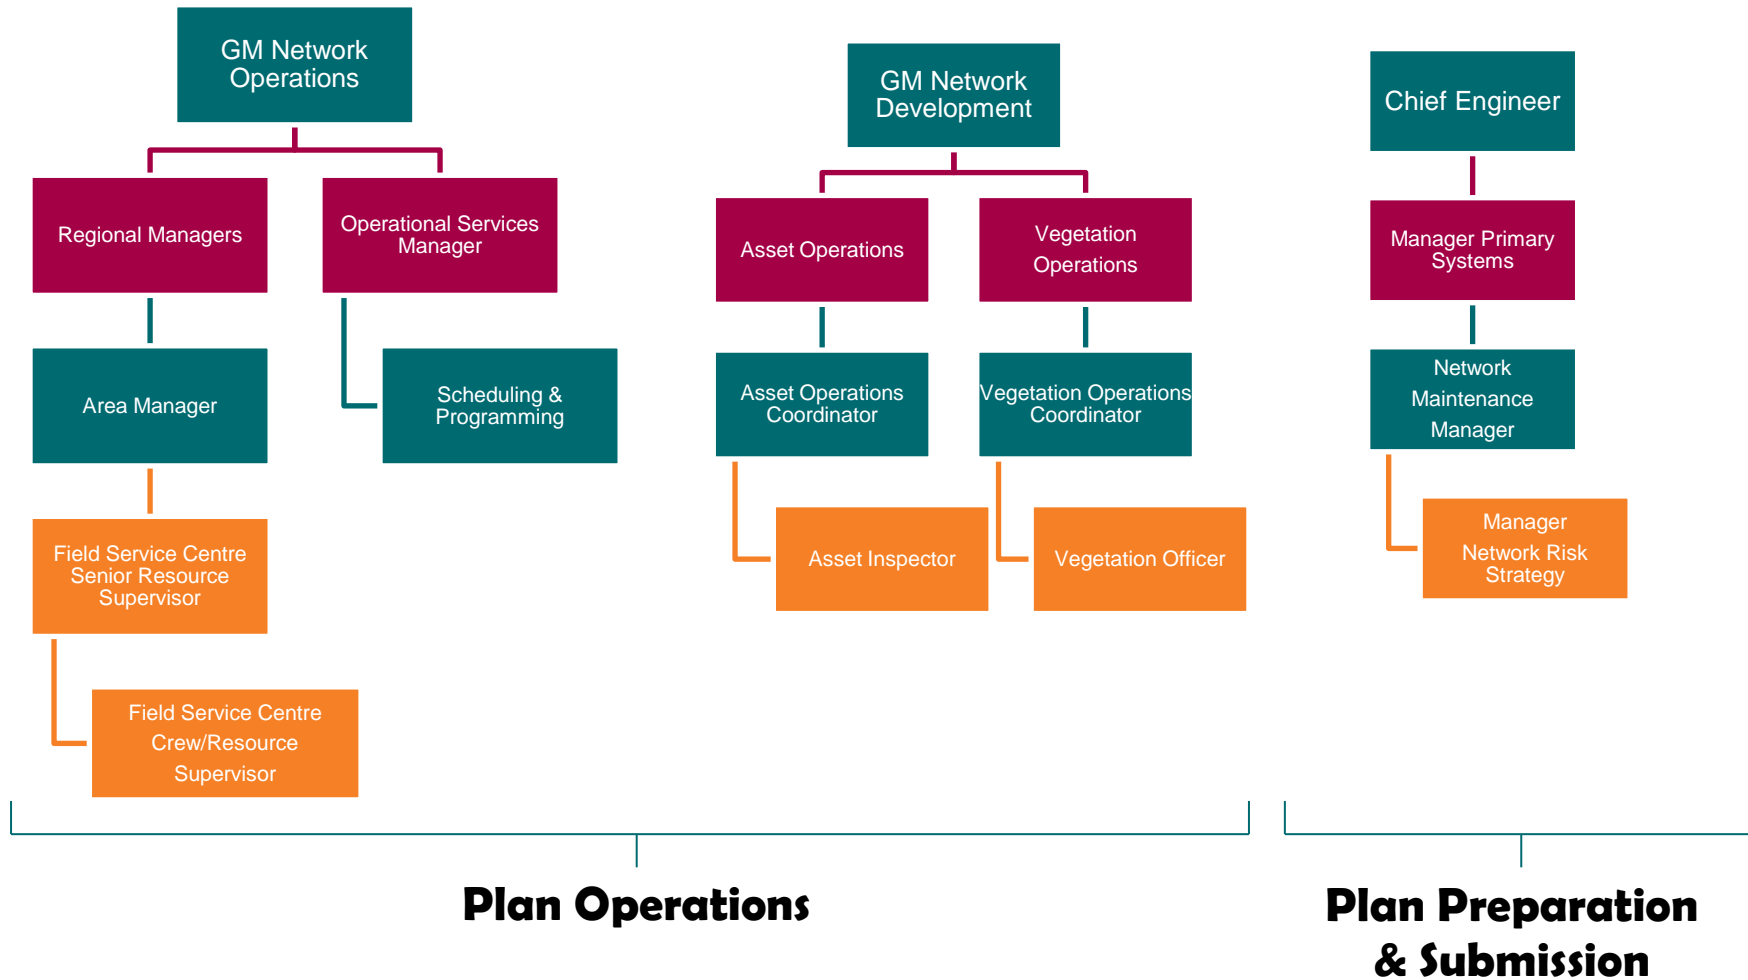 GM Network
Operations
Regional Managers
Operational Services
Manager
Area Manager
Scheduling &
Programming
Field Service Centre
Senior Resource
Supervisor
Field Service Centre
Crew/Resource
Supervisor
GM Network
Development
Asset Operations
Vegetation
Operations
Asset Operations
Coordinator
Vegetation Operations
Coordinator
Asset Inspector
Vegetation Officer
Chief Engineer
Manager Primary
Systems
Network
Maintenance
Manager
Manager
Network Risk
Strategy
Plan Operations
Plan Preparation
& Submission